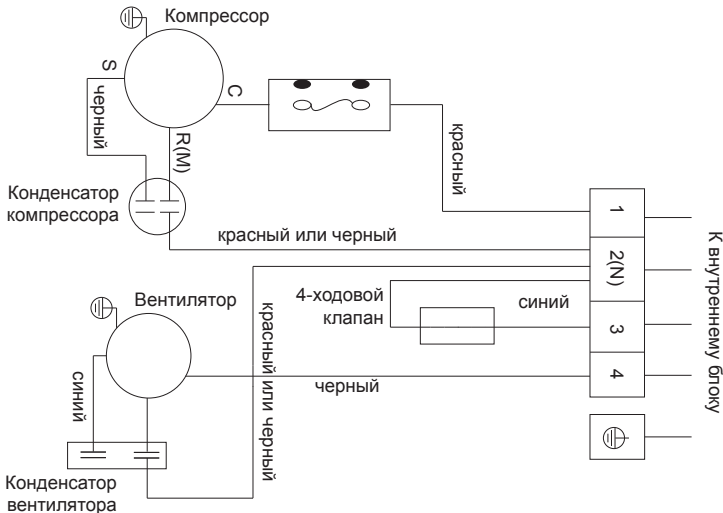 Компрессор
S
C
черный
R(M)
красный
Конденсатор
компрессора
красный или черный
1
2(N)
3
4
4-ходовой
клапан
синий
Вентилятор
красный или черный
синий
черный
К внутреннему блоку
Конденсатор
вентилятора